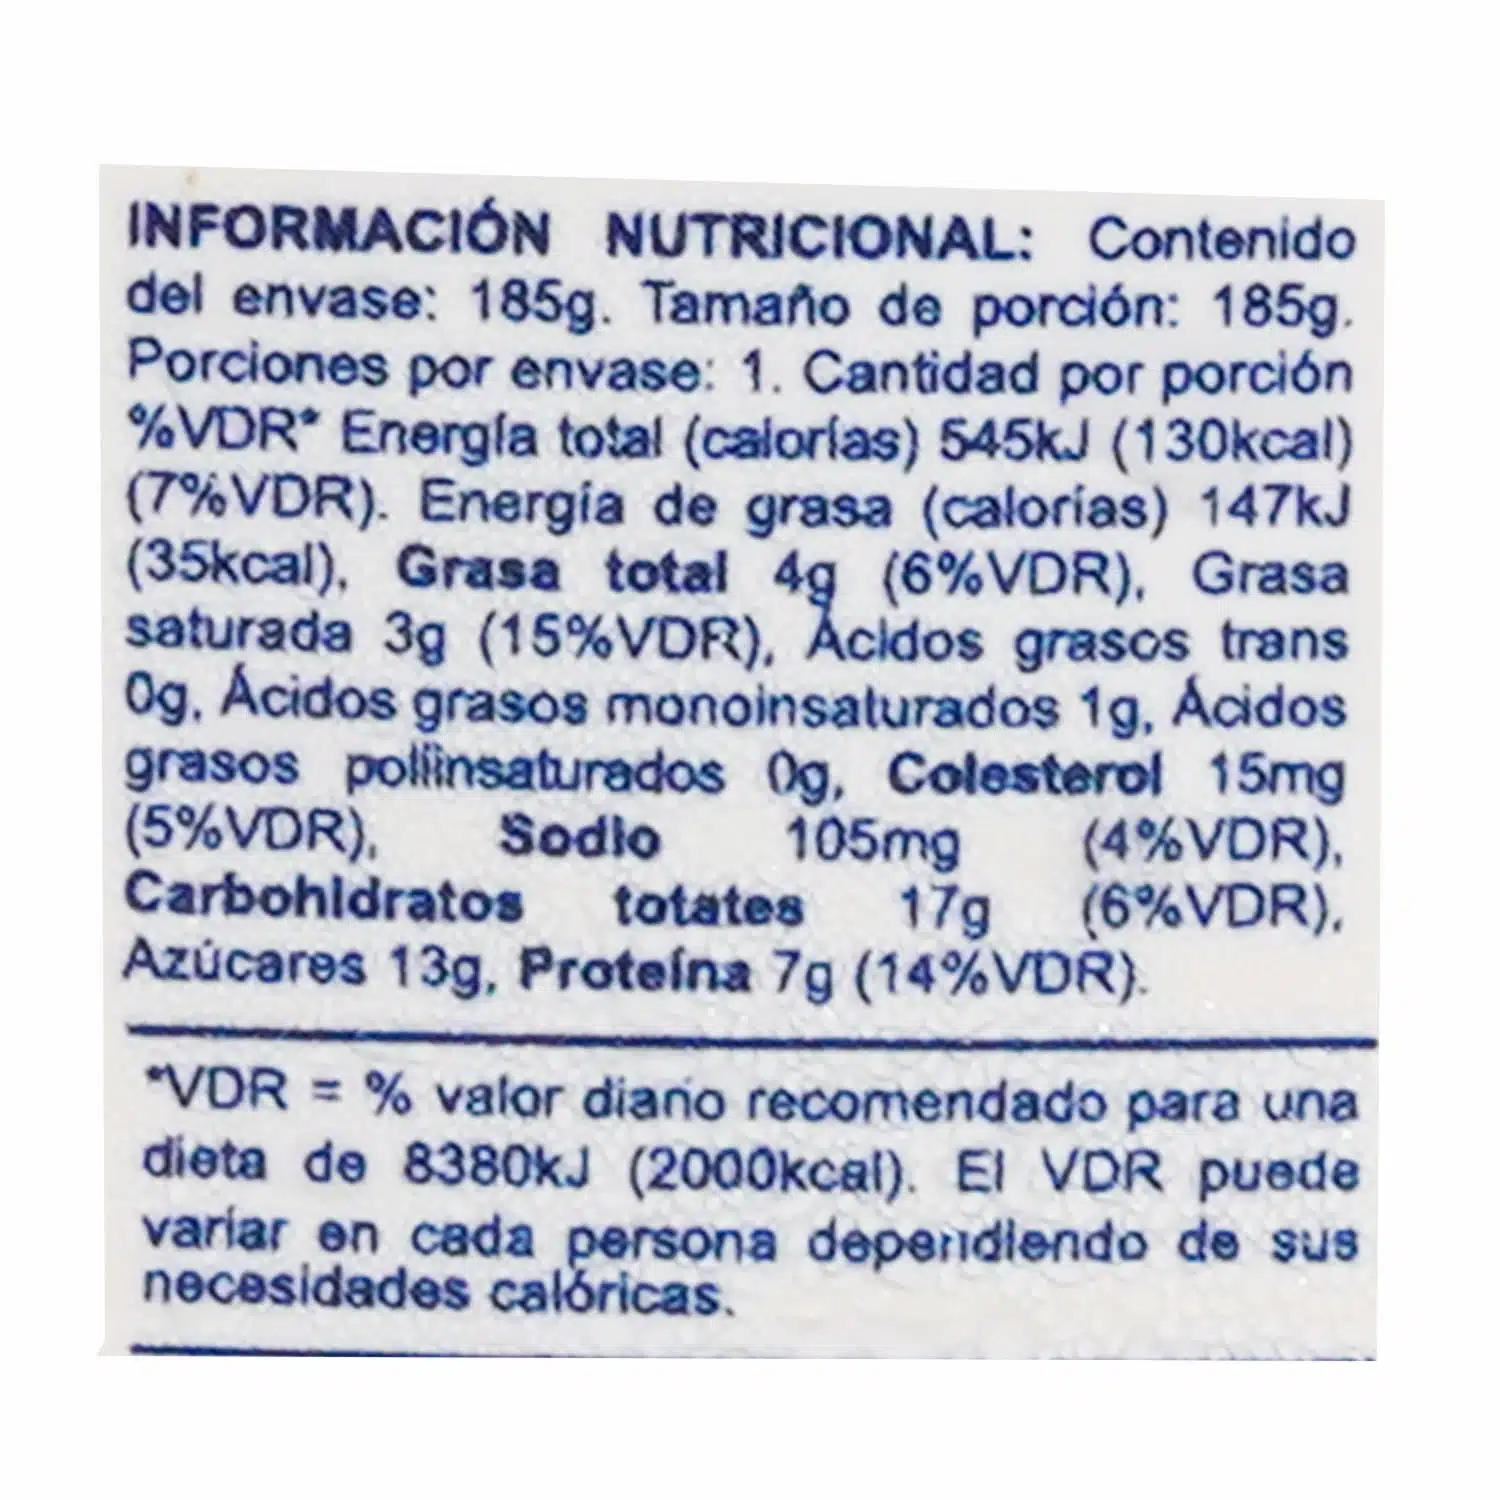 INFORMACIÓN NUTRICIONAL: Contenido
del envase: 185g. Tamaño de porción: 185g.
Porciones por envase: 1. Cantidad por porción
%VDR* Energía total (calorías) 545kJ (130kcal)
(7%VDR). Energía de grasa (calorías) 147kJ
(35kcal), Grasa total 4g (6%VDR), Grasa
saturada 3g (15%VDR), Ácidos grasos trans
0g, Ácidos grasos monoinsaturados 1g, Ácidos
grasos poliinsaturados 0g, Colesterol 15mg
(5%VDR), Sodio 105mg (4%VDR),
Carbohidratos totates 17g (6%VDR),
Azúcares 13g, Proteína 7g (14%VDR).
*VDR = % valor diario recomendado para una
dieta de 8380kJ (2000kcal). El VDR puede
variar en cada persona dependiendo de sus
necesidades calóricas.